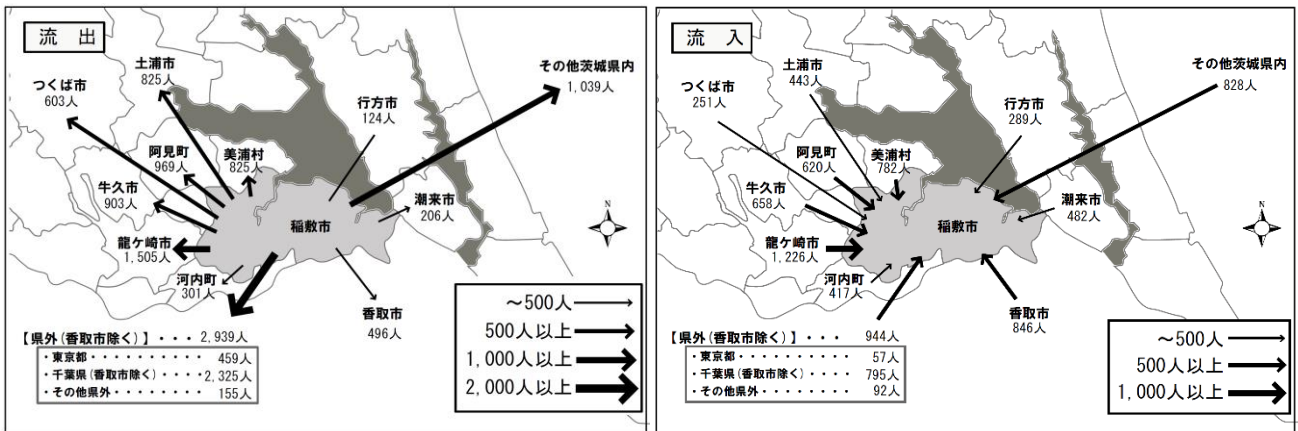 流 出
土浦市
825人
つくば市
603人
その他茨城県内
1,039人
行方市
124人
阿見町
969人
美浦村
825人
牛久市
903人
潮来市
206人
稲敷市
龍ケ崎市
1,505人
河内町
301人
香取市
496人
N
【県外(香取市除く)】・・・2,939人
・東京都・・・・・・・・・459人
・千葉県(香取市除く)・・・2,325人
・その他県外・・・・・・・155人
~500人
500人以上
1,000人以上
2,000人以上
流 入
土浦市
443人
つくば市
251人
その他茨城県内
828人
行方市
289人
阿見町
620人
美浦村
782人
牛久市
658人
潮来市
482人
稲敷市
龍ケ崎市
1,226人
河内町
417人
香取市
846人
N
【県外(香取市除く)】・・・944人
・東京都・・・・・・・・・57人
・千葉県(香取市除く)・・・795人
・その他県外・・・・・・・92人
~500人
500人以上
1,000人以上